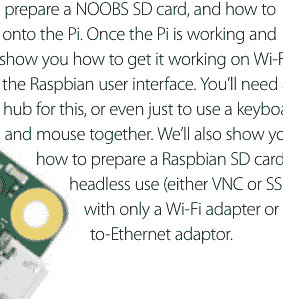 prepare a NOOBS SD card, and how to
onto the Pi. Once the Pi is working and
show you how to get it working on Wi-F
the Raspbian user interface. You'll need
hub for this, or even just to use a keyboa
and mouse together. We'll also show yo
how to prepare a Raspbian SD card
headless use (either VNC or SS
with only a Wi-Fi adapter or
to-Ethernet adaptor.